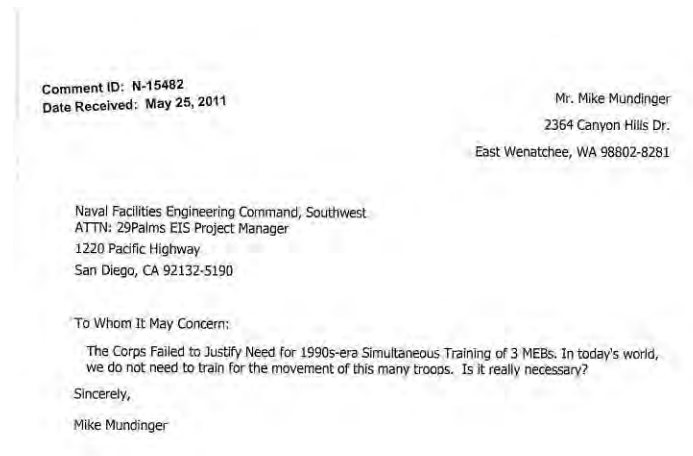 Comment ID: N-15482
Date Received: May 25, 2011
Mr. Mike Mundinger
2364 Canyon Hills Dr.
East Wenatchee, WA 98802-8281
Naval Facilities Engineering Command, Southwest
ATTN: 29Palms EIS Project Manager
1220 Pacific Highway
San Diego, CA 92132-5190
To Whom It May Concern:
The Corps Failed to Justify Need for 1990s-era Simultaneous Training of 3 MEBs. In today's world,
we do not need to train for the movement of this many troops. Is it really necessary?
Sincerely,
Mike Mundinger